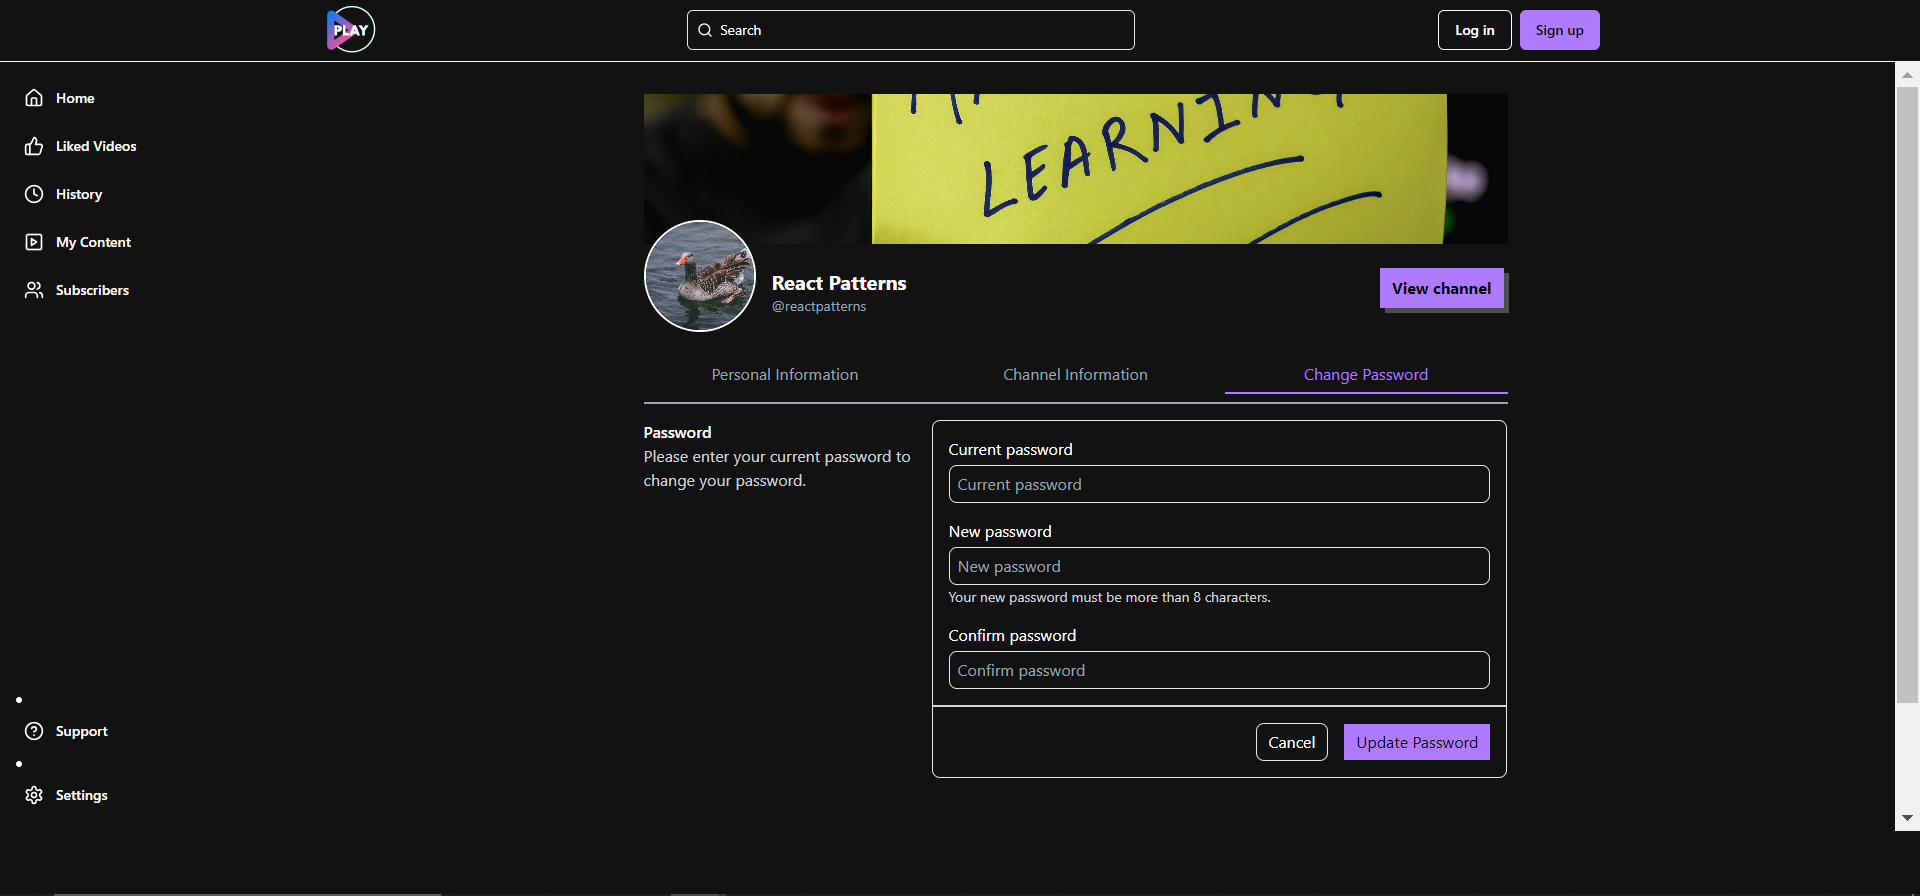 PLAY
Search
Log in
Sign up
Home
Liked Videos
History
My Content
Subscribers
LEARNING
React Patterns
@reactpatterns
View channel
Personal Information
Channel Information
Change Password
Password
Please enter your current password to
change your password.
Current password
Current password
New password
New password
Your new password must be more than 8 characters.
Confirm password
Confirm password
Cancel
Update Password
Support
Settings